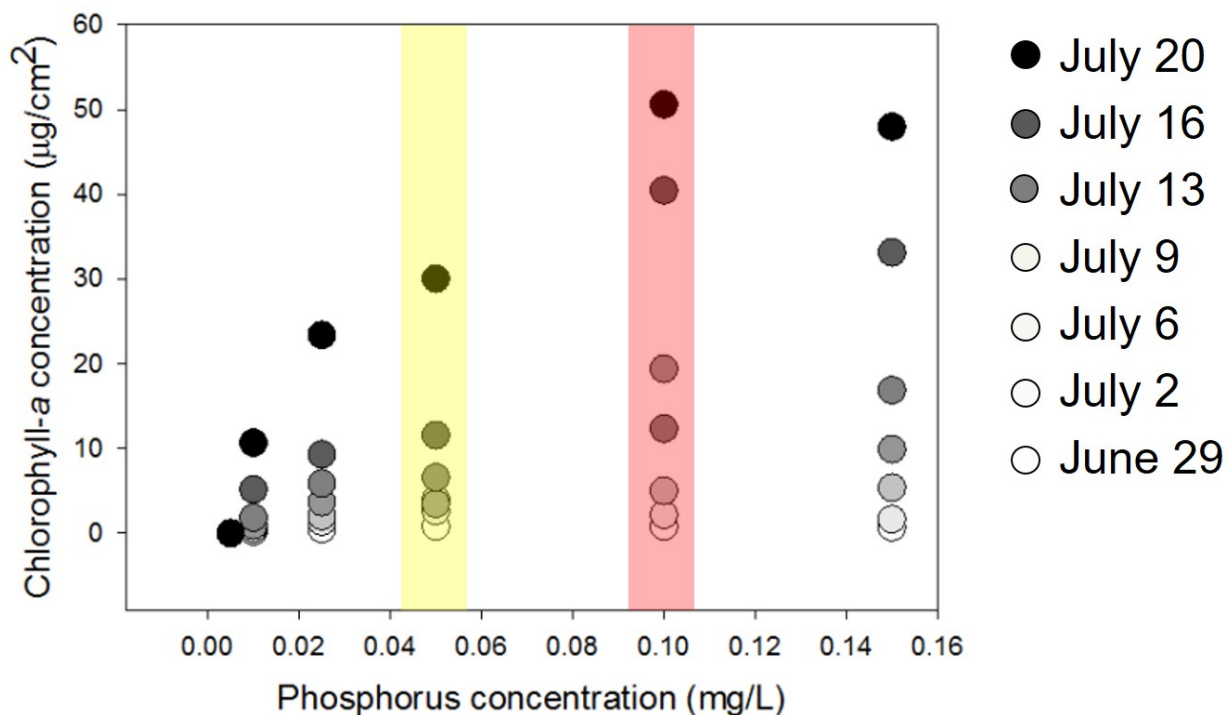 60
50
40
30
20
10
0
Chlorophyll-a concentration (µg/cm²)
0.00 0.02 0.04 0.06 0.08 0.10 0.12 0.14 0.16
Phosphorus concentration (mg/L)
July 20
July 16
July 13
July 9
July 6
July 2
June 29